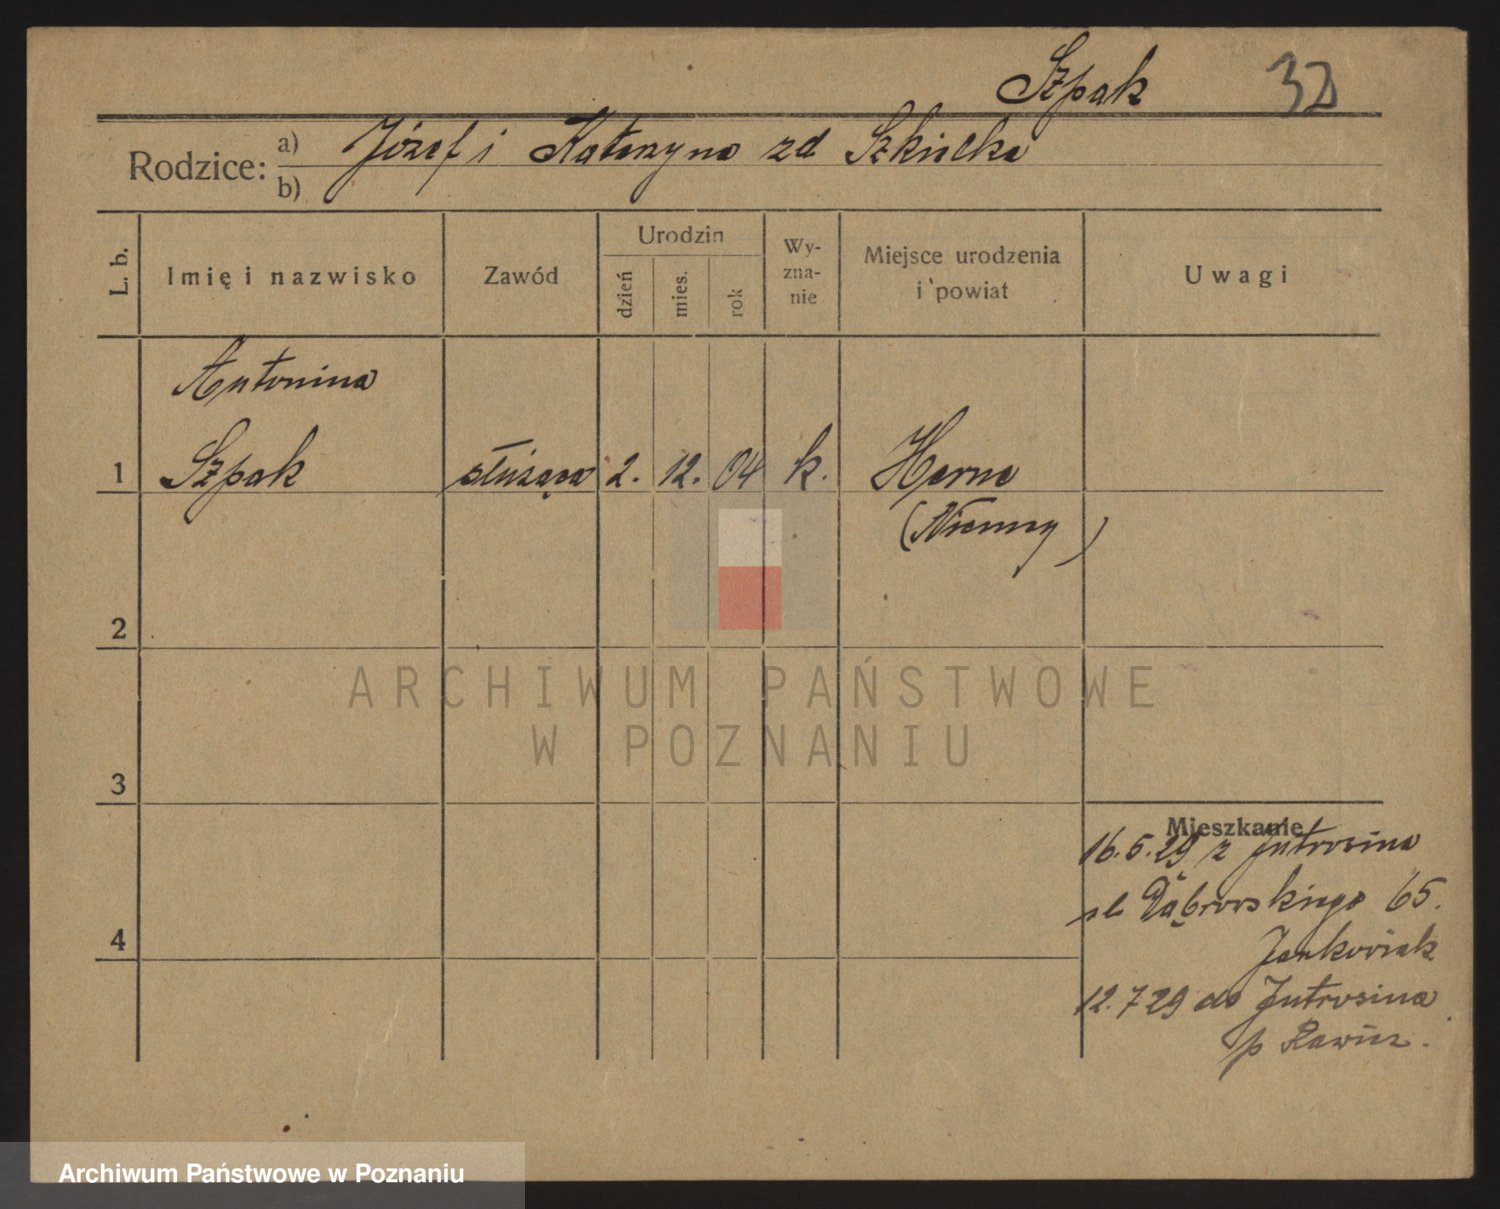 Szpak 32
Rodzice: a) Józef i Katarzyna zd Szkiełka
b)
L. b. Imię i nazwisko Zawód Urodzin dzień mies. rok Wy-zna-nie Miejsce urodzenia i powiat Uwagi
Antonina
1 Szpak służąca 2. 12. 04 k. Herne
(Niemcy)
2
ARCHIWUM PAŃSTWOWE
W POZNANIU
3
Mieszkanie
16.5.29 z Jutrosina
ul Dąbrowskiego 65.
4
Jankowiak
12.7 29 do Jutrosina
p Rawicz.
Archiwum Państwowe w Poznaniu